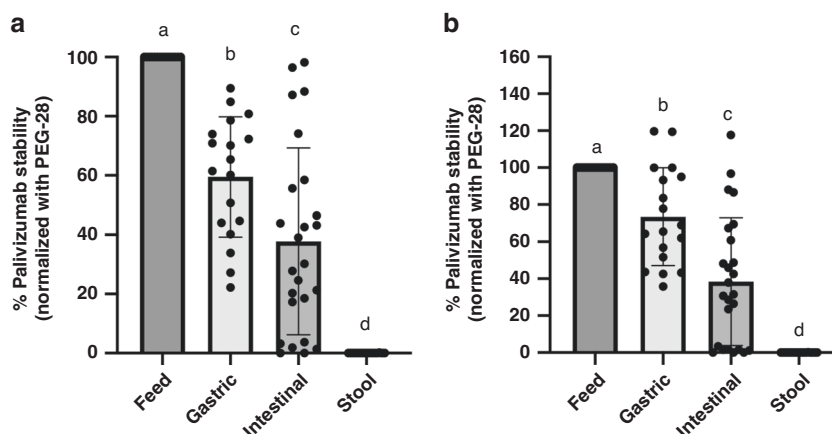 a
% Palivizumab stability
(normalized with PEG-28)
100
80
60
40
20
0
a
b
c
d
Feed
Gastric
Intestinal
Stool
b
% Palivizumab stability
(normalized with PEG-28)
160
140
120
100
80
60
40
20
0
a
b
c
d
Feed
Gastric
Intestinal
Stool